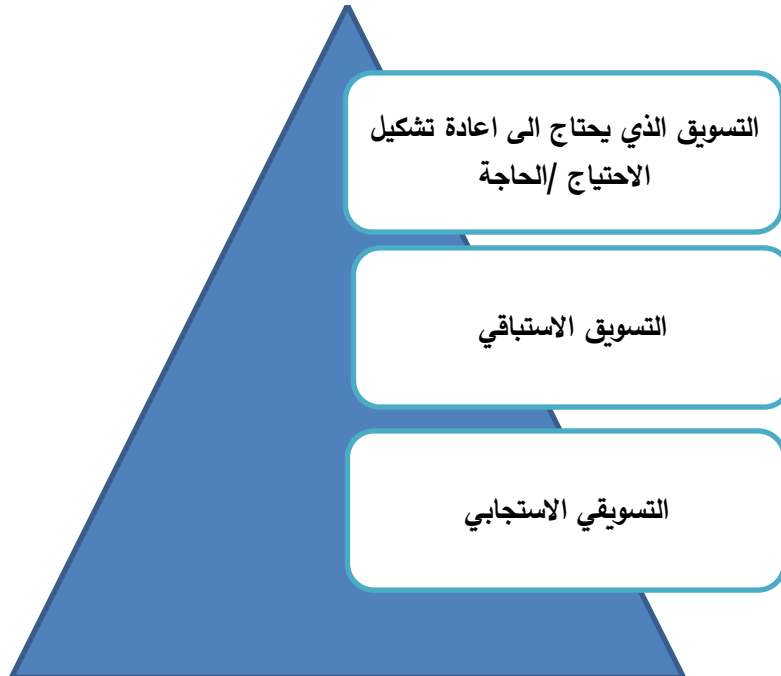 التسويق الذي يحتاج الى اعادة تشكيل
الاحتياج /الحاجة
التسويق الاستباقي
التسويقي الاستجابي